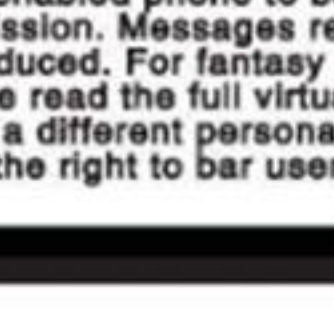 enabled phone to b
ssion. Messages re
duced. For fantasy
e read the full virtu
a different persona
the right to bar user